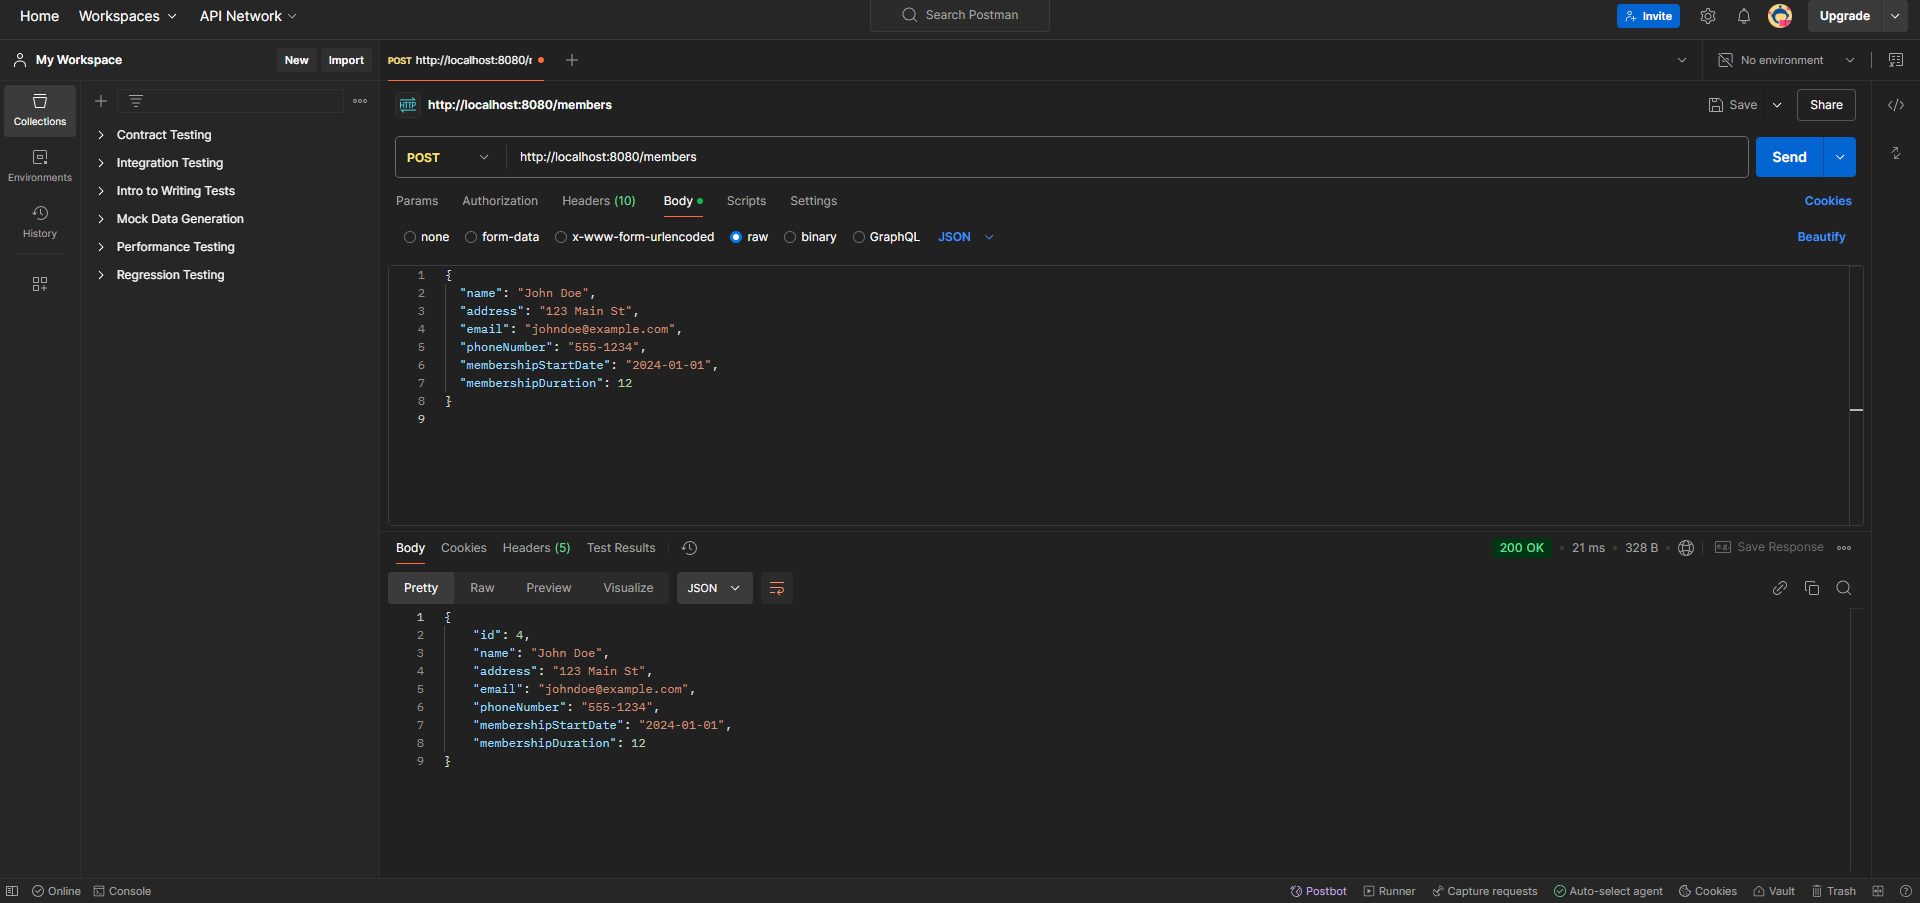 Home Workspaces API Network Search Postman Invite Upgrade
My Workspace New Import POST http://localhost:8080/r No environment
Collections
Environments
History
Contract Testing
Integration Testing
Intro to Writing Tests
Mock Data Generation
Performance Testing
Regression Testing
HTTP http://localhost:8080/members Save Share
POST http://localhost:8080/members Send
Params Authorization Headers (10) Body Scripts Settings Cookies
none form-data x-www-form-urlencoded raw binary GraphQL JSON Beautify
1 {
2 "name": "John Doe",
3 "address": "123 Main St",
4 "email": "johndoe@example.com",
5 "phoneNumber": "555-1234",
6 "membershipStartDate": "2024-01-01",
7 "membershipDuration": 12
8 }
9
Body Cookies Headers (5) Test Results 200 OK 21 ms 328 B e.g. Save Response
Pretty Raw Preview Visualize JSON
1 {
2 "id": 4,
3 "name": "John Doe",
4 "address": "123 Main St",
5 "email": "johndoe@example.com",
6 "phoneNumber": "555-1234",
7 "membershipStartDate": "2024-01-01",
8 "membershipDuration": 12
9 }
Online Console Postbot Runner Capture requests Auto-select agent Cookies Vault Trash